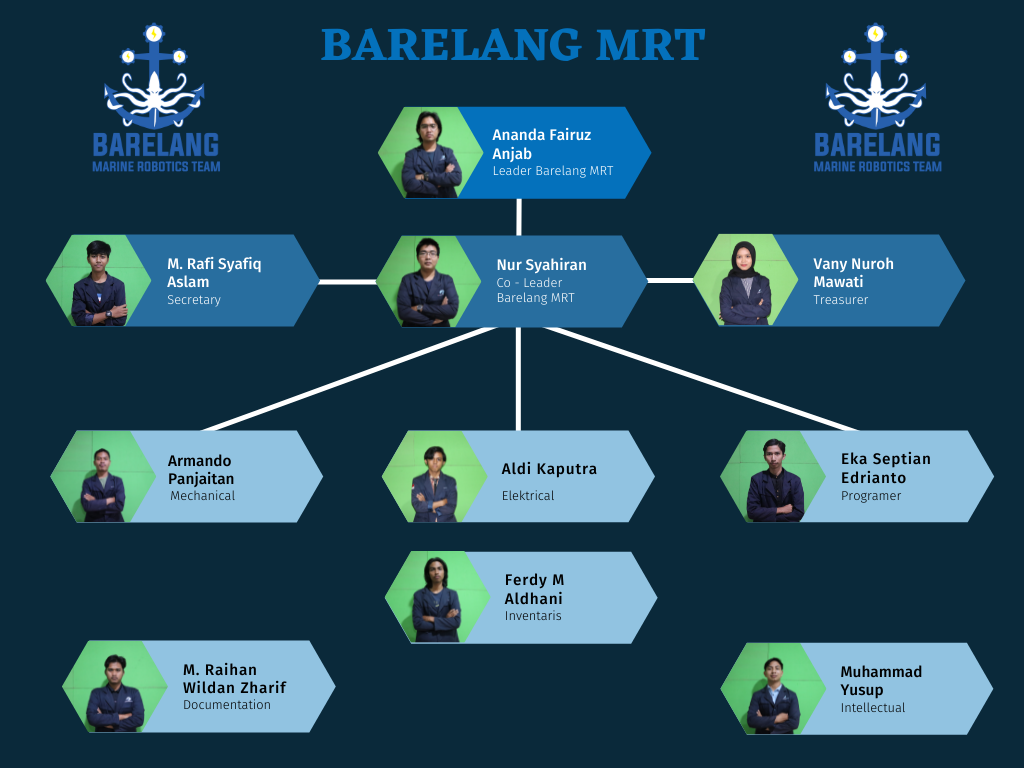 BARELANG MRT
BARELANG
MARINE ROBOTICS TEAM
BARELANG
MARINE ROBOTICS TEAM
Ananda Fairuz
Anjab
Leader Barelang MRT
M. Rafi Syafiq
Aslam
Secretary
Nur Syahiran
Co - Leader
Barelang MRT
Vany Nuroh
Mawati
Treasurer
Armando
Panjaitan
Mechanical
Aldi Kaputra
Elektrical
Eka Septian
Edrianto
Programer
Ferdy M
Aldhani
Inventaris
M. Raihan
Wildan Zharif
Documentation
Muhammad
Yusup
Intellectual